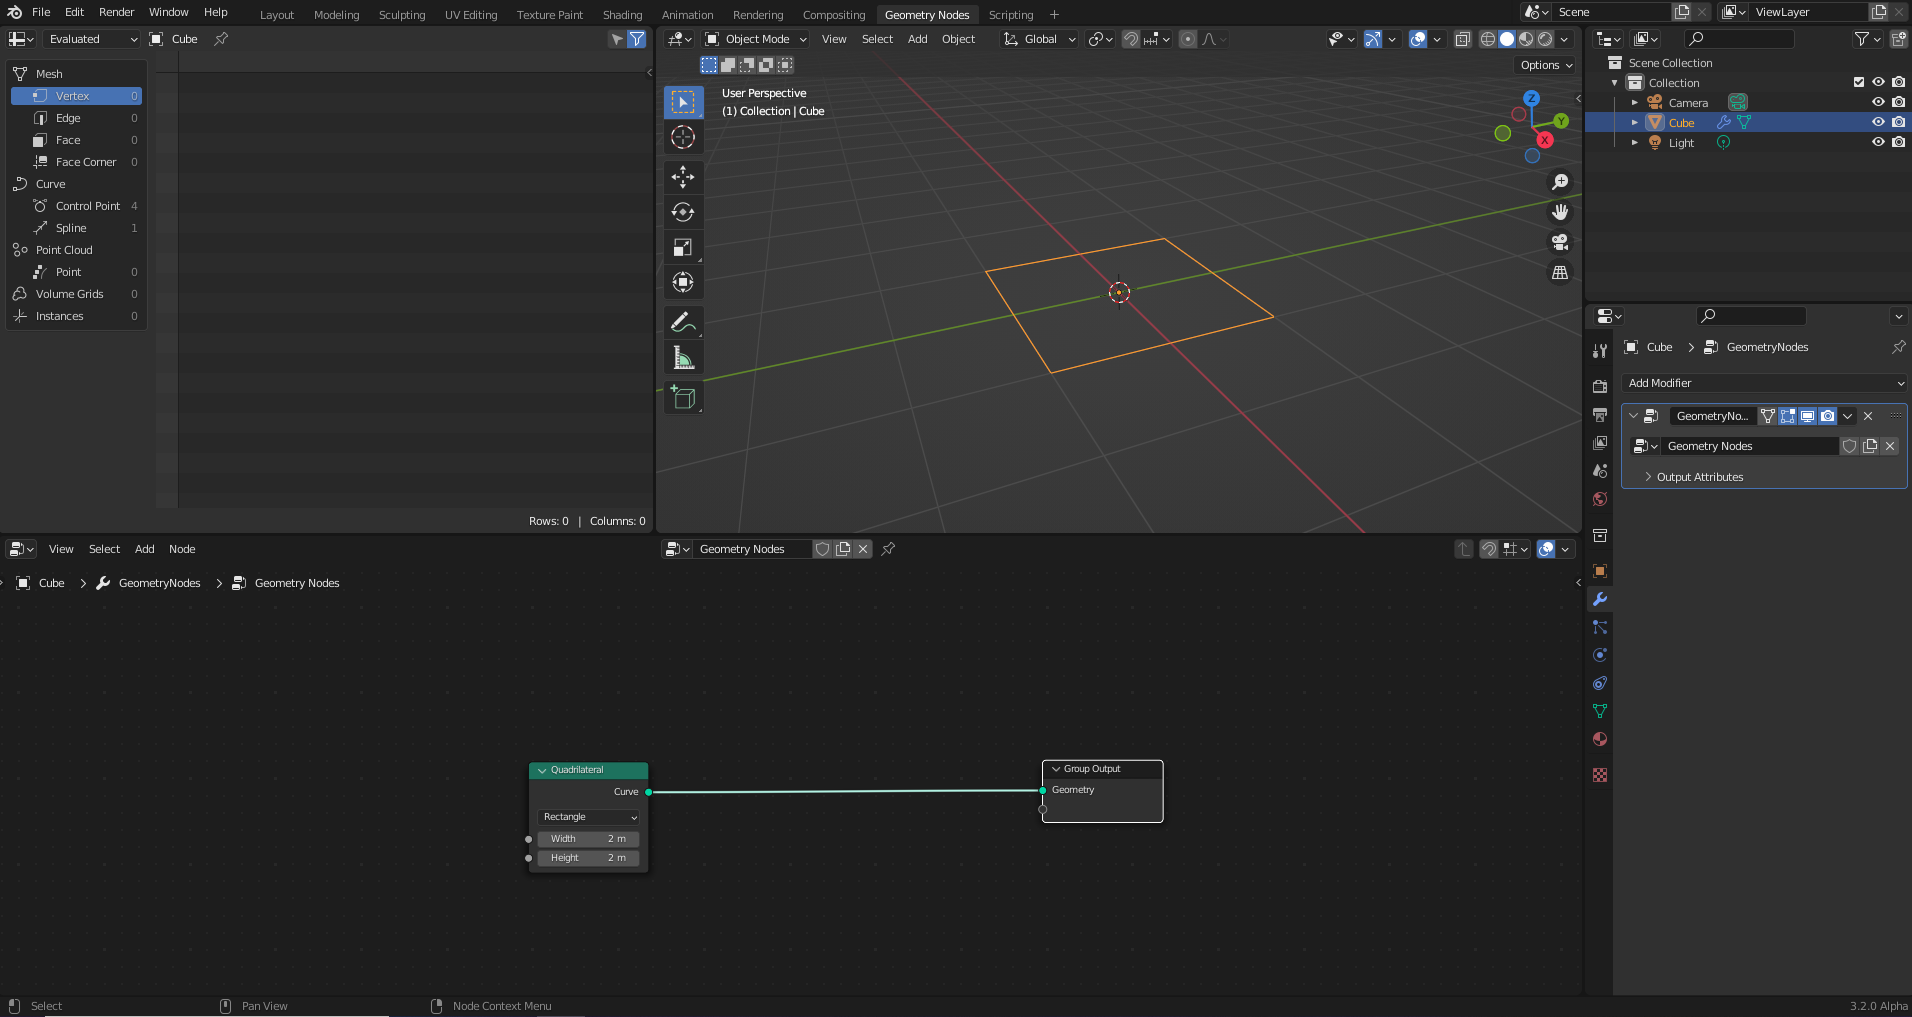 File Edit Render Window Help Layout Modeling Sculpting UV Editing Texture Paint Shading Animation Rendering Compositing Geometry Nodes Scripting + Scene ViewLayer
Evaluated Cube
Object Mode View Select Add Object Global
Options
Mesh
Vertex 0
Edge 0
Face 0
Face Corner 0
Curve
Control Point 4
Spline 1
Point Cloud
Point 0
Volume Grids 0
Instances 0
Rows: 0 | Columns: 0
User Perspective
(1) Collection | Cube
Z
Y
X
Scene Collection
Collection
Camera
Cube
Light
Cube > GeometryNodes
Add Modifier
GeometryNo...
Geometry Nodes
Output Attributes
View Select Add Node Geometry Nodes
Cube > GeometryNodes > Geometry Nodes
Quadrilateral
Curve
Rectangle
Width 2 m
Height 2 m
Group Output
Geometry
Select Pan View Node Context Menu 3.2.0 Alpha